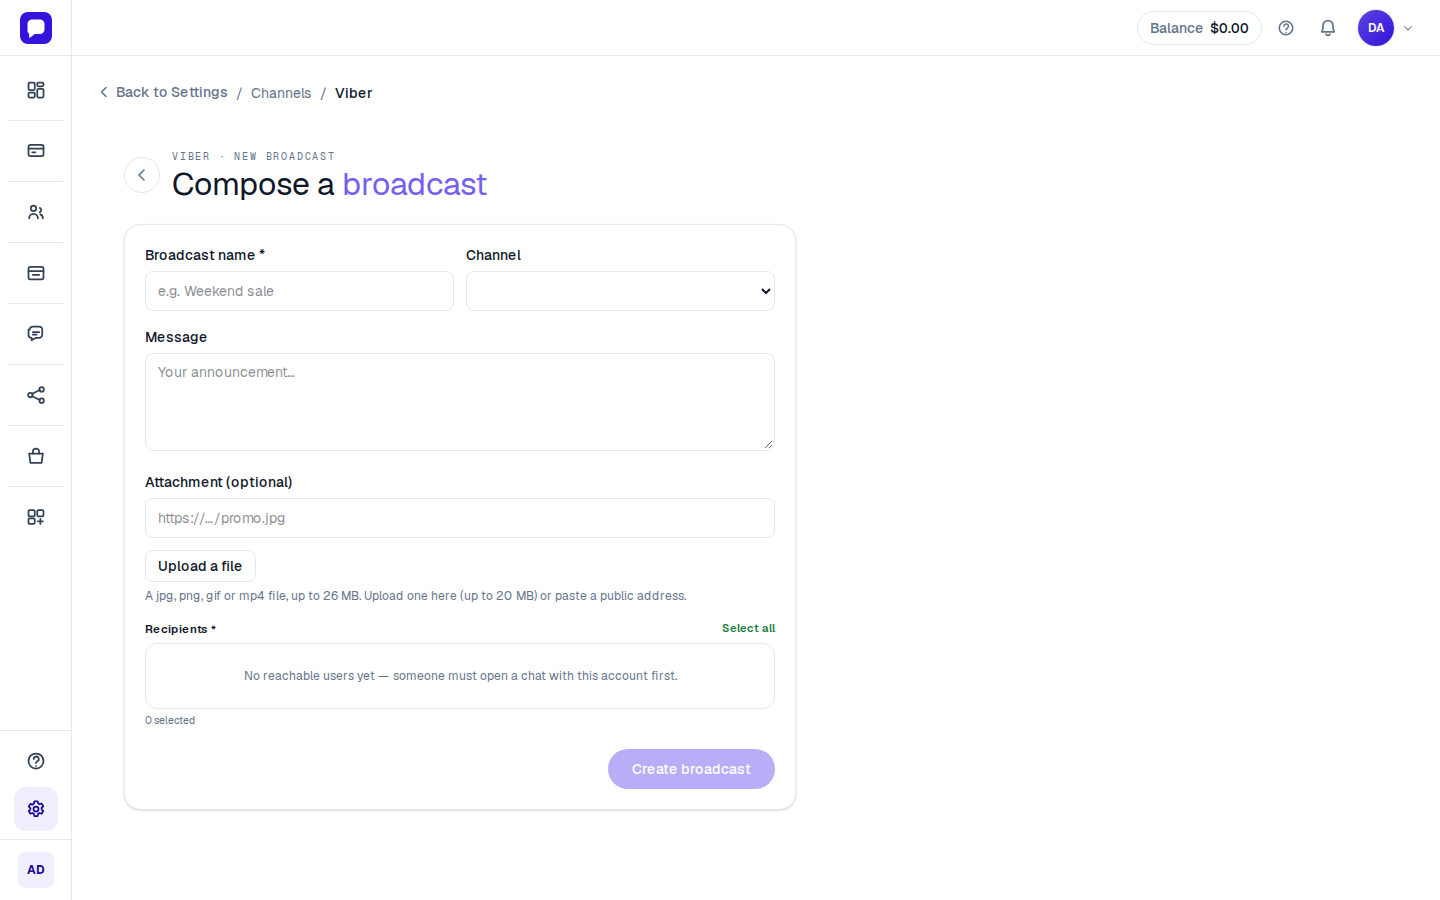 Balance $0.00
DA
Back to Settings / Channels / Viber
VIBER · NEW BROADCAST
Compose a broadcast
Broadcast name *
Channel
e.g. Weekend sale
Message
Your announcement…
Attachment (optional)
https://…/promo.jpg
Upload a file
A jpg, png, gif or mp4 file, up to 26 MB. Upload one here (up to 20 MB) or paste a public address.
Recipients *
Select all
No reachable users yet — someone must open a chat with this account first.
0 selected
Create broadcast
AD